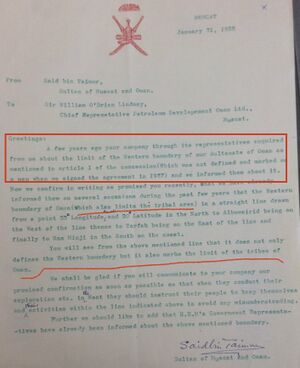 MUSCAT
January 31, 1955
From Said bin Taimur,
Sultan of Muscat and Oman.
To Sir William O'Brien Lindsay,
Chief Representative Petroleum Development Oman Ltd.,
Muscat.
Greetings:
A few years ago your company through its representatives enquired
from us about the limit of the Western boundary of our Sultanate of Oman as
mentioned in article 1 of the concession(Which was not defined and marked on
a map when we signed the agreement in 1937) and we informed them about it.
Now we confirm in writing as promised you recently, what we have already
informed them on several occasions during the past few years that the Western
boundary of Oman(Which also limits the tribal area) in a straight line drawn
from a point Longitude, and 20 latitude in the North to being on
the East of the line thence to being on the East of the line and
finally to in the South on the coast.
You will see from the above mentioned line that it does not only
defines the Western boundary but it also marks the limit of the tribes of
Oman.
We shall be glad if you will communicate to your company our
promised confirmation as soon as possible so that when they conduct their
exploration etc. in the West they should instruct their people to keep themselves
and their activities within the line indicated above to avoid any misunderstanding.
Further we should like to add that H.B.M's Government Representa-
tives have already been informed about the above mentioned boundary.
Said bin Taimur
Sultan of Muscat and Oman.